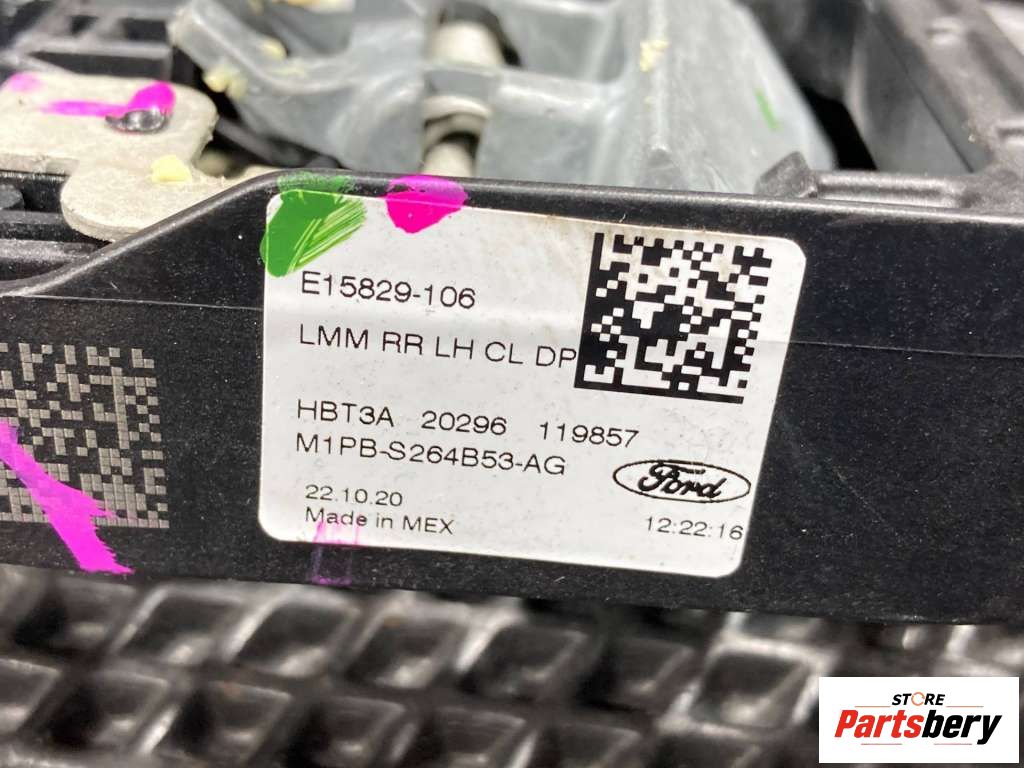 E15829-106
LMM RR LH CL DP
HBT3A 20296 119857
M1PB-S264B53-AG
Ford
22.10.20
Made in MEX
12:22:16
STORE
Partsbery